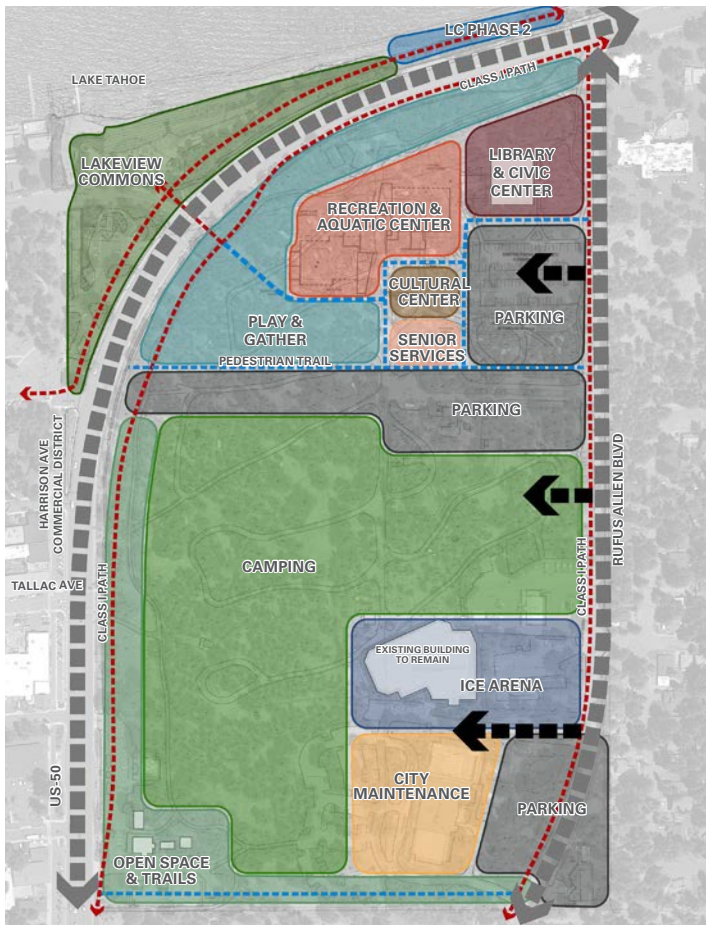 LC PHASE 2
LAKE TAHOE
CLASS I PATH
LAKEVIEW
COMMONS
LIBRARY
& CIVIC
CENTER
RECREATION &
AQUATIC CENTER
CULTURAL
CENTER
PARKING
PLAY &
GATHER
SENIOR
SERVICES
PEDESTRIAN TRAIL
PARKING
HARRISON AVE
COMMERCIAL DISTRICT
RUFUS ALLEN BLVD
CAMPING
TALLAC AVE
CLASS I PATH
CLASS I PATH
EXISTING BUILDING
TO REMAIN
ICE ARENA
US-50
CITY
MAINTENANCE
PARKING
OPEN SPACE
& TRAILS